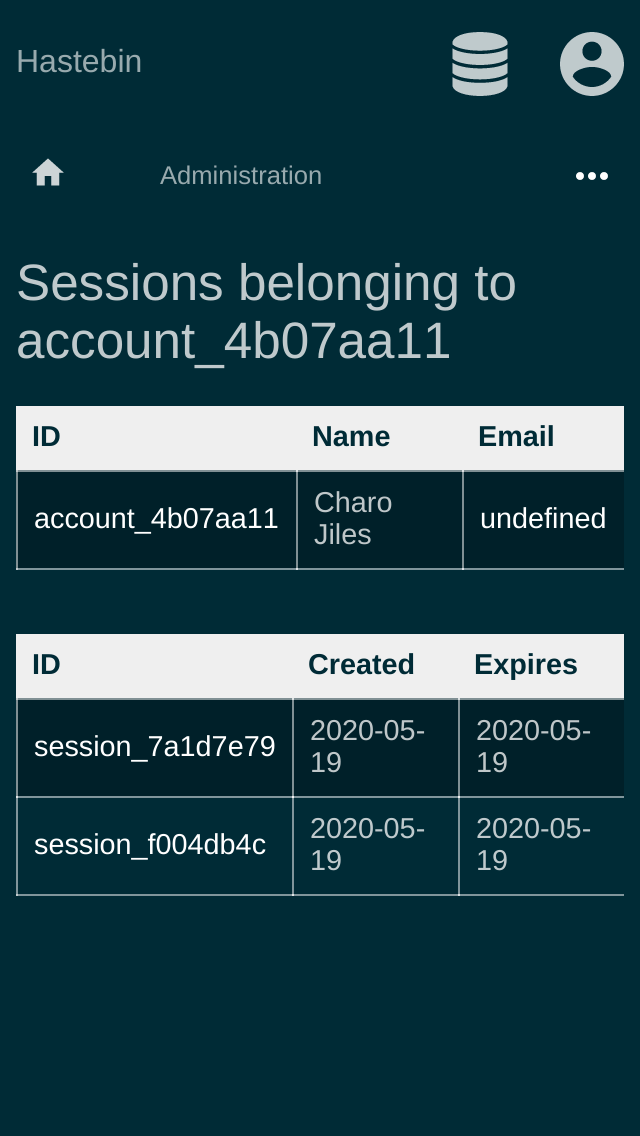 Hastebin
Administration
Sessions belonging to
account_4b07aa11
ID Name Email
account_4b07aa11 Charo Jiles undefined
ID Created Expires
session_7a1d7e79 2020-05-19 2020-05-19
session_f004db4c 2020-05-19 2020-05-19